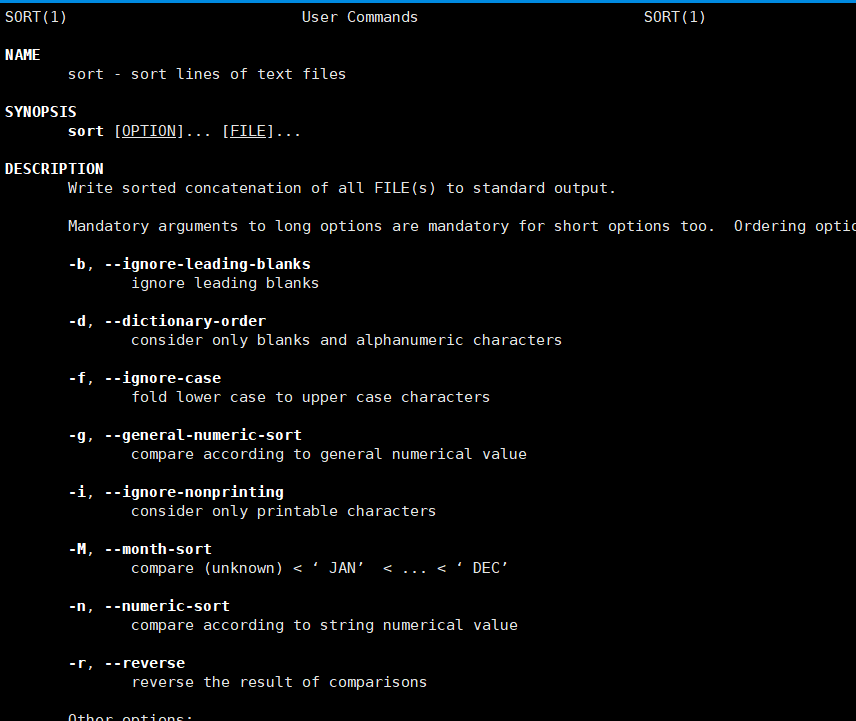 SORT(1) User Commands SORT(1)
NAME
sort - sort lines of text files
SYNOPSIS
sort [OPTION]... [FILE]...
DESCRIPTION
Write sorted concatenation of all FILE(s) to standard output.
Mandatory arguments to long options are mandatory for short options too. Ordering optio
-b, --ignore-leading-blanks
ignore leading blanks
-d, --dictionary-order
consider only blanks and alphanumeric characters
-f, --ignore-case
fold lower case to upper case characters
-g, --general-numeric-sort
compare according to general numerical value
-i, --ignore-nonprinting
consider only printable characters
-M, --month-sort
compare (unknown) < ‘ JAN’ < ... < ‘ DEC’
-n, --numeric-sort
compare according to string numerical value
-r, --reverse
reverse the result of comparisons
Other options: